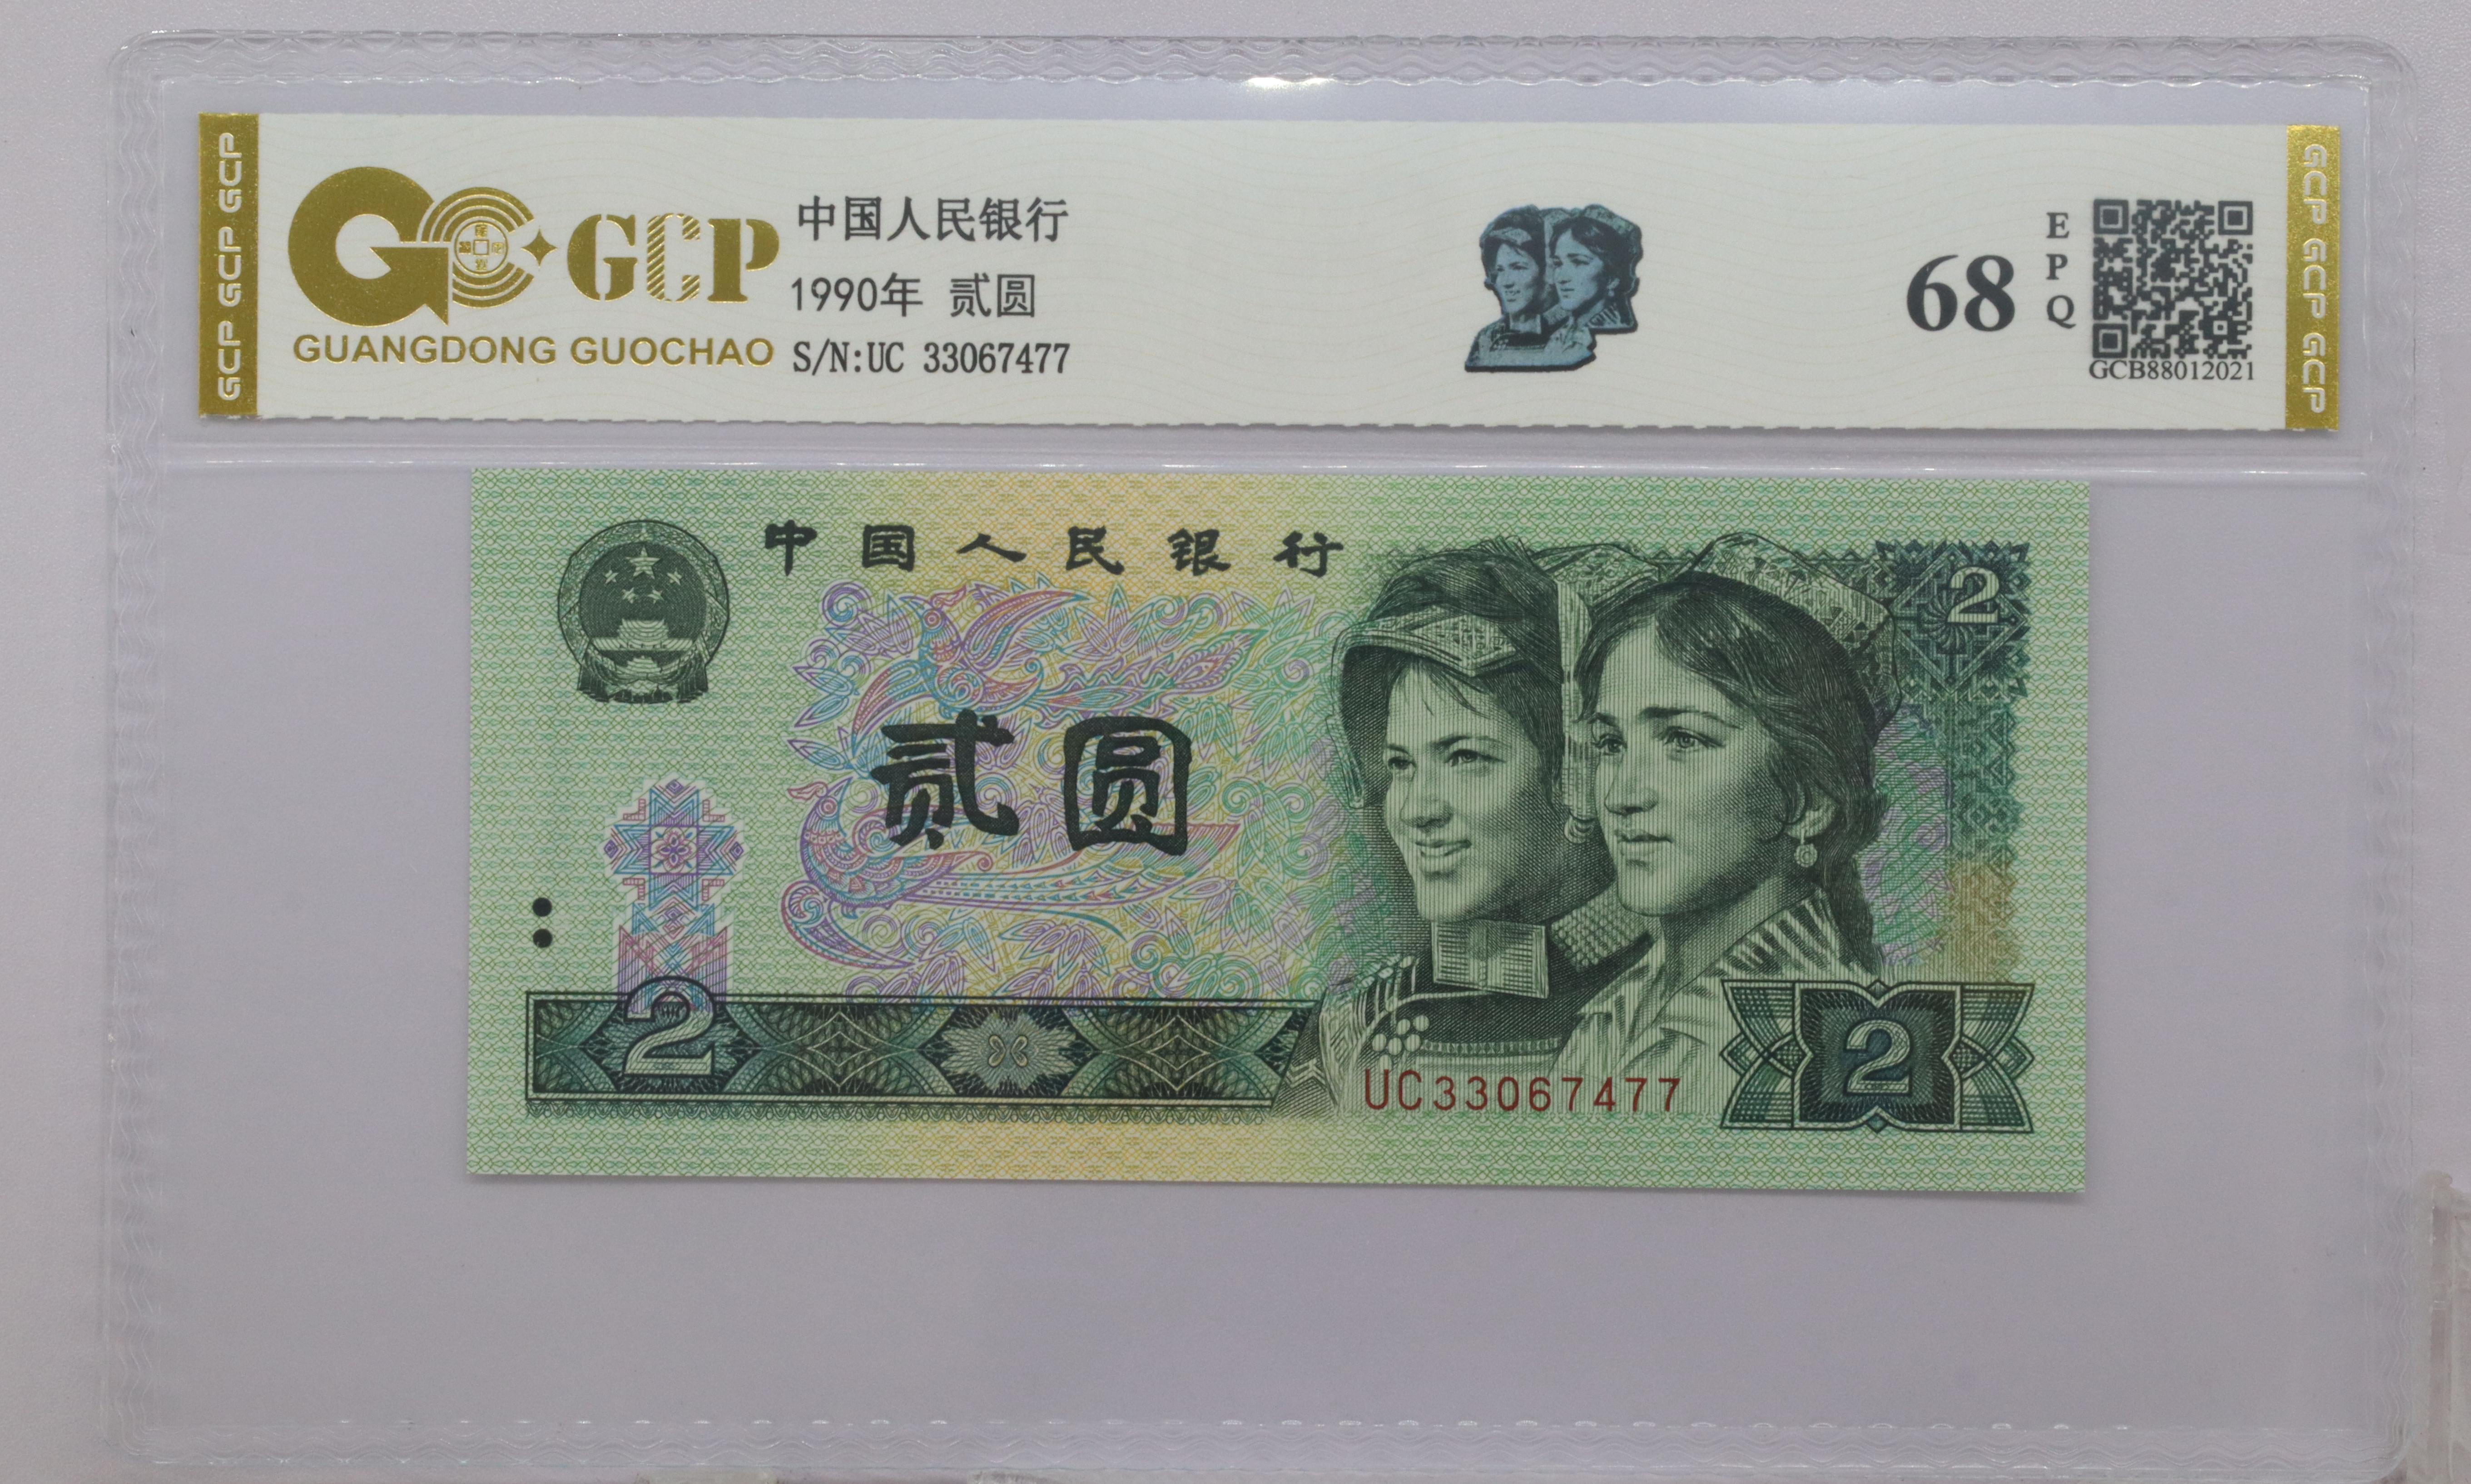 GCP GCP GCP
GCP
GUANGDONG GUOCHAO
中国人民银行
1990年 贰圆
S/N:UC 33067477
68
E
P
Q
GCB88012021
GCP GCP GCP
中国人民银行
2
贰圆
2
2
UC33067477